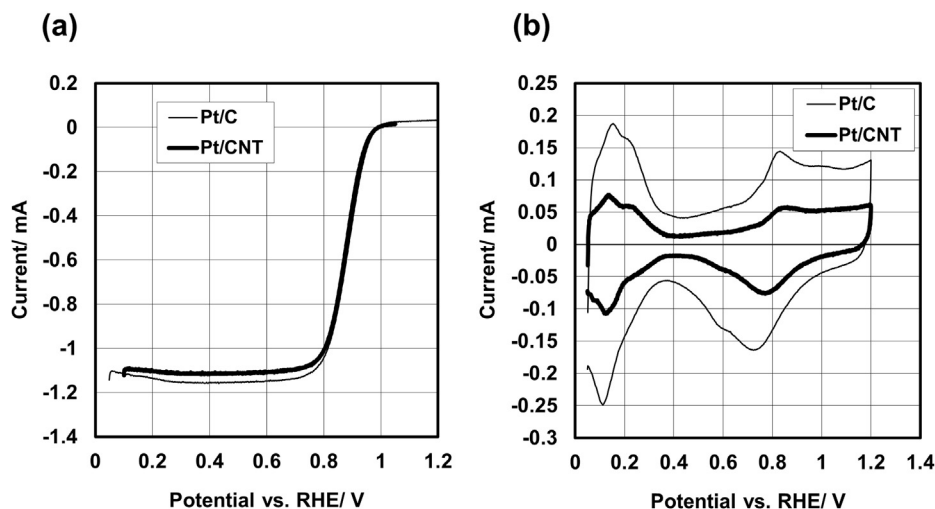 (a)
0.2
0
-0.2
-0.4
-0.6
-0.8
-1
-1.2
-1.4
Current/ mA
Pt/C
Pt/CNT
0 0.2 0.4 0.6 0.8 1 1.2
Potential vs. RHE/ V
(b)
0.25
0.2
0.15
0.1
0.05
0
-0.05
-0.1
-0.15
-0.2
-0.25
-0.3
Current/ mA
Pt/C
Pt/CNT
0 0.2 0.4 0.6 0.8 1 1.2 1.4
Potential vs. RHE/ V